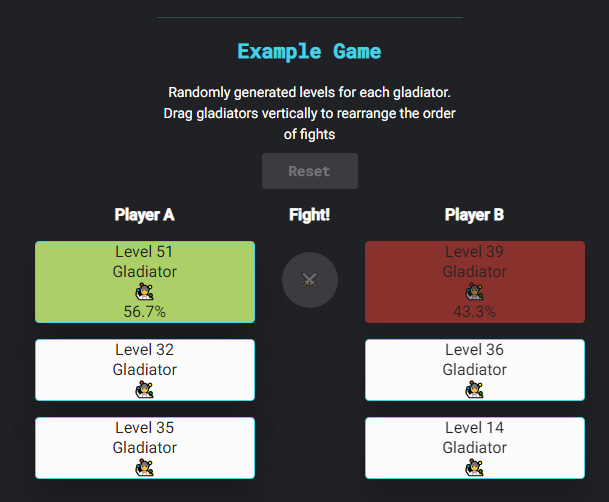 Example Game
Randomly generated levels for each gladiator.
Drag gladiators vertically to rearrange the order
of fights
Reset
Player A
Fight!
Player B
Level 51
Gladiator
56.7%
Level 39
Gladiator
43.3%
Level 32
Gladiator
Level 36
Gladiator
Level 35
Gladiator
Level 14
Gladiator